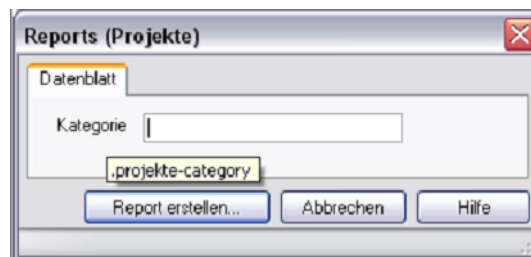 Reports (Projekte)
Datenblatt
Kategorie
.projekte-category
Report erstellen... Abbrechen Hilfe